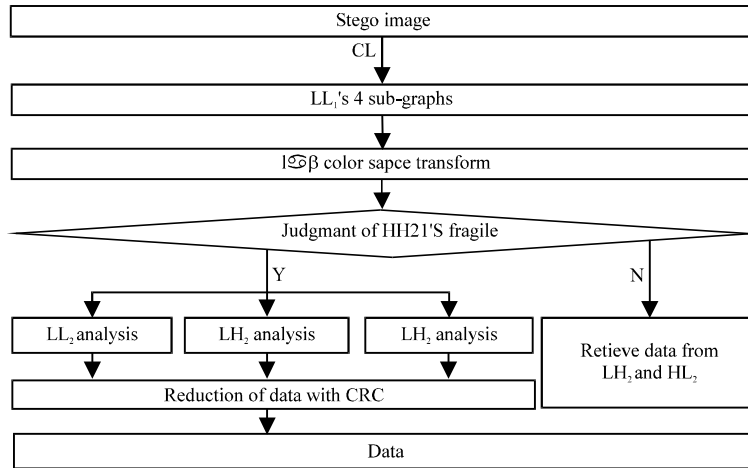 Stego image
CL
LL₁'s 4 sub-graphs
l♋β color sapce transform
Judgmant of HH21'S fragile
Y
N
LL₂ analysis
LH₂ analysis
LH₂ analysis
Retieve data from
LH₂ and HL₂
Reduction of data with CRC
Data